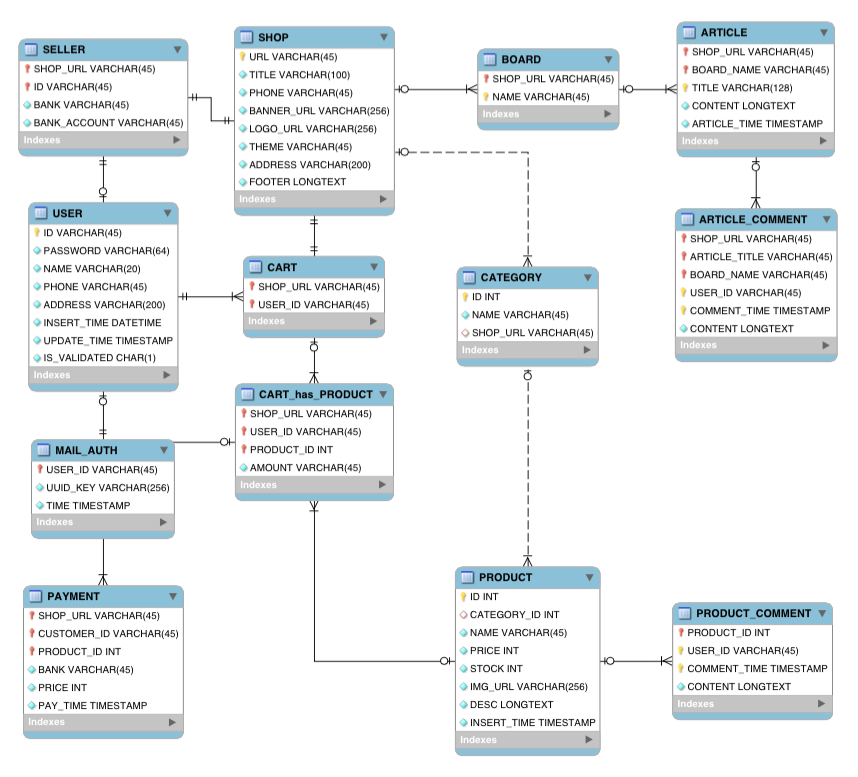 SELLER
SHOP_URL VARCHAR(45)
ID VARCHAR(45)
BANK VARCHAR(45)
BANK_ACCOUNT VARCHAR(45)
Indexes
SHOP
URL VARCHAR(45)
TITLE VARCHAR(100)
PHONE VARCHAR(45)
BANNER_URL VARCHAR(256)
LOGO_URL VARCHAR(256)
THEME VARCHAR(45)
ADDRESS VARCHAR(200)
FOOTER LONGTEXT
Indexes
BOARD
SHOP_URL VARCHAR(45)
NAME VARCHAR(45)
Indexes
ARTICLE
SHOP_URL VARCHAR(45)
BOARD_NAME VARCHAR(45)
TITLE VARCHAR(128)
CONTENT LONGTEXT
ARTICLE_TIME TIMESTAMP
Indexes
USER
ID VARCHAR(45)
PASSWORD VARCHAR(64)
NAME VARCHAR(20)
PHONE VARCHAR(45)
ADDRESS VARCHAR(200)
INSERT_TIME DATETIME
UPDATE_TIME TIMESTAMP
IS_VALIDATED CHAR(1)
Indexes
CART
SHOP_URL VARCHAR(45)
USER_ID VARCHAR(45)
Indexes
CATEGORY
ID INT
NAME VARCHAR(45)
SHOP_URL VARCHAR(45)
Indexes
ARTICLE_COMMENT
SHOP_URL VARCHAR(45)
ARTICLE_TITLE VARCHAR(45)
BOARD_NAME VARCHAR(45)
USER_ID VARCHAR(45)
COMMENT_TIME TIMESTAMP
CONTENT LONGTEXT
Indexes
CART_has_PRODUCT
SHOP_URL VARCHAR(45)
USER_ID VARCHAR(45)
PRODUCT_ID INT
AMOUNT VARCHAR(45)
Indexes
MAIL_AUTH
USER_ID VARCHAR(45)
UUID_KEY VARCHAR(256)
TIME TIMESTAMP
Indexes
PAYMENT
SHOP_URL VARCHAR(45)
CUSTOMER_ID VARCHAR(45)
PRODUCT_ID INT
BANK VARCHAR(45)
PRICE INT
PAY_TIME TIMESTAMP
Indexes
PRODUCT
ID INT
CATEGORY_ID INT
NAME VARCHAR(45)
PRICE INT
STOCK INT
IMG_URL VARCHAR(256)
DESC LONGTEXT
INSERT_TIME TIMESTAMP
Indexes
PRODUCT_COMMENT
PRODUCT_ID INT
USER_ID VARCHAR(45)
COMMENT_TIME TIMESTAMP
CONTENT LONGTEXT
Indexes